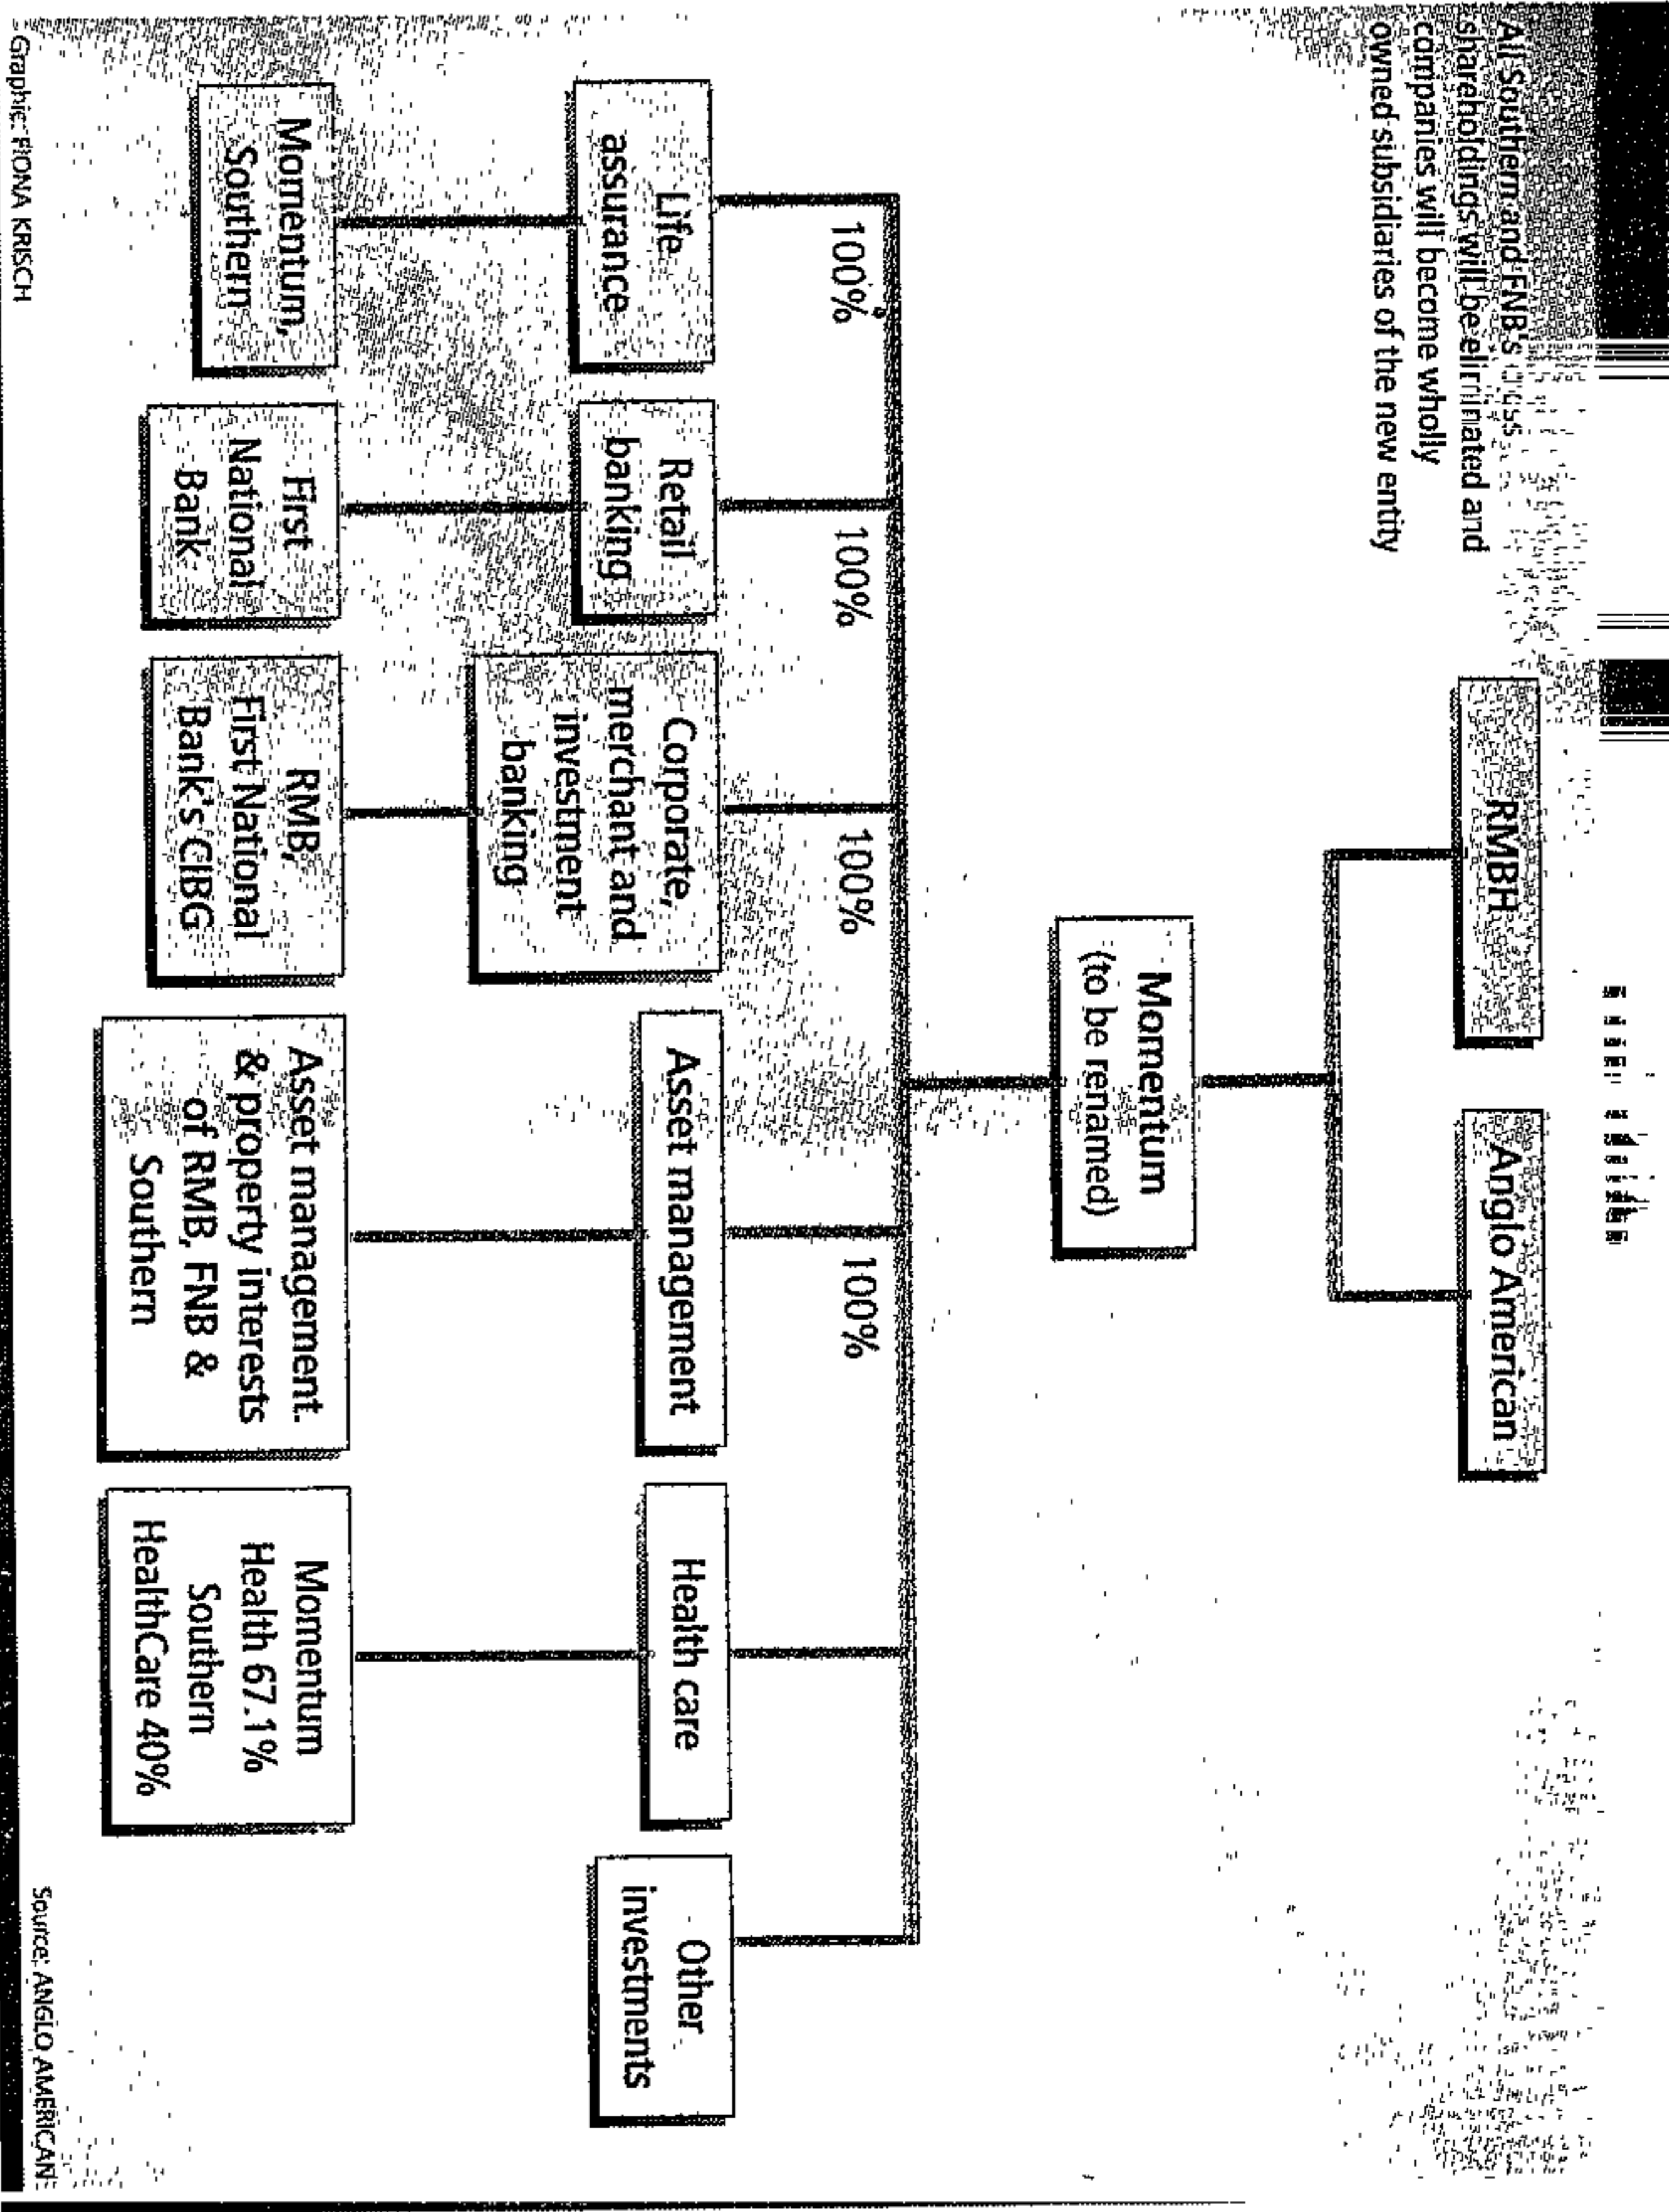 All Southern and FNB's
shareholdings will be eliminated and
companies will become wholly
owned subsidiaries of the new entity
RMBH
Anglo American
Momentum
(to be renamed)
100%
100%
100%
100%
Life
assurance
Retail
banking
Corporate,
merchant and
investment
banking
Asset management
Health care
Other
investments
Momentum,
Southern
First
National
Bank
RMB,
First National
Bank's CIBG
Asset management
& property interests
of RMB, FNB &
Southern
Momentum
Health 67.1%
Southern
HealthCare 40%
Graphic: FIONA KRISCH
Source: ANGLO AMERICAN